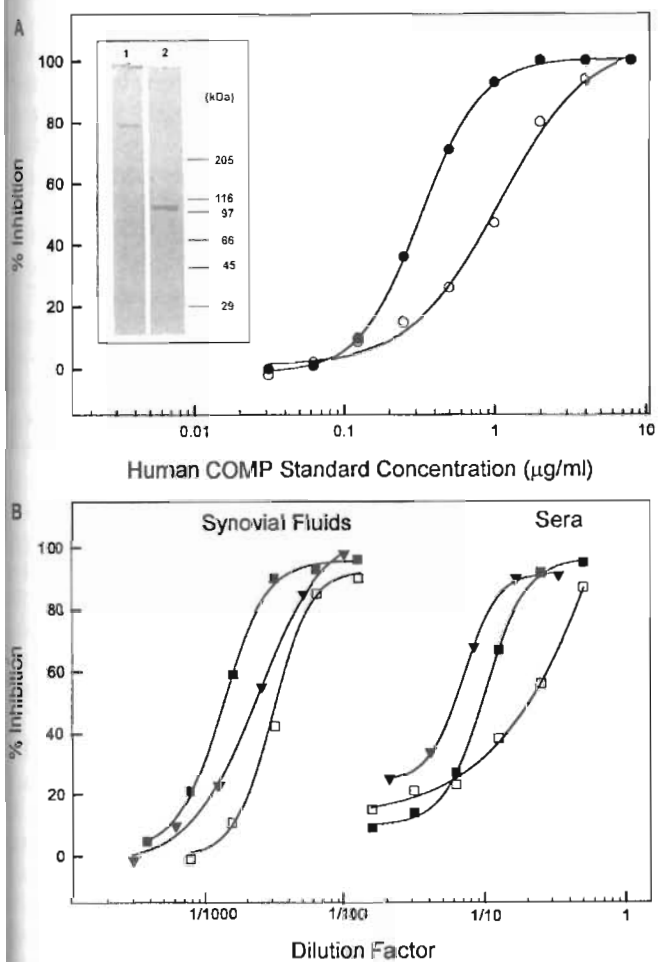 A
1 2
(kDa)
205
116
97
66
45
29
% Inhibition
100
80
60
40
20
0
0.01 0.1 1 10
Human COMP Standard Concentration (µg/ml)
B
Synovial Fluids Sera
% Inhibition
100
80
60
40
20
0
1/1000 1/100 1/10 1
Dilution Factor